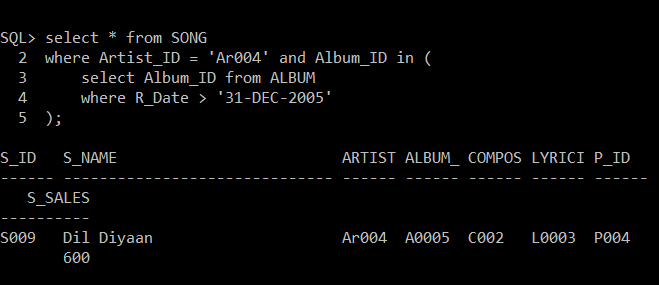 SQL> select * from SONG
  2  where Artist_ID = 'Ar004' and Album_ID in (
  3      select Album_ID from ALBUM
  4      where R_Date > '31-DEC-2005'
  5  );
S_ID   S_NAME                         ARTIST ALBUM_ COMPOS LYRICI P_ID
------ ------------------------------ ------ ------ ------ ------ ------
   S_SALES
----------
S009   Dil Diyaan                     Ar004  A0005  C002   L0003  P004
       600